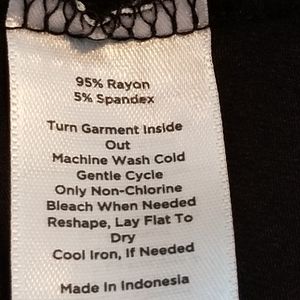 95% Rayon
5% Spandex
Turn Garment Inside
Out
Machine Wash Cold
Gentle Cycle
Only Non-Chlorine
Bleach When Needed
Reshape, Lay Flat To
Dry
Cool Iron, If Needed
Made In Indonesia